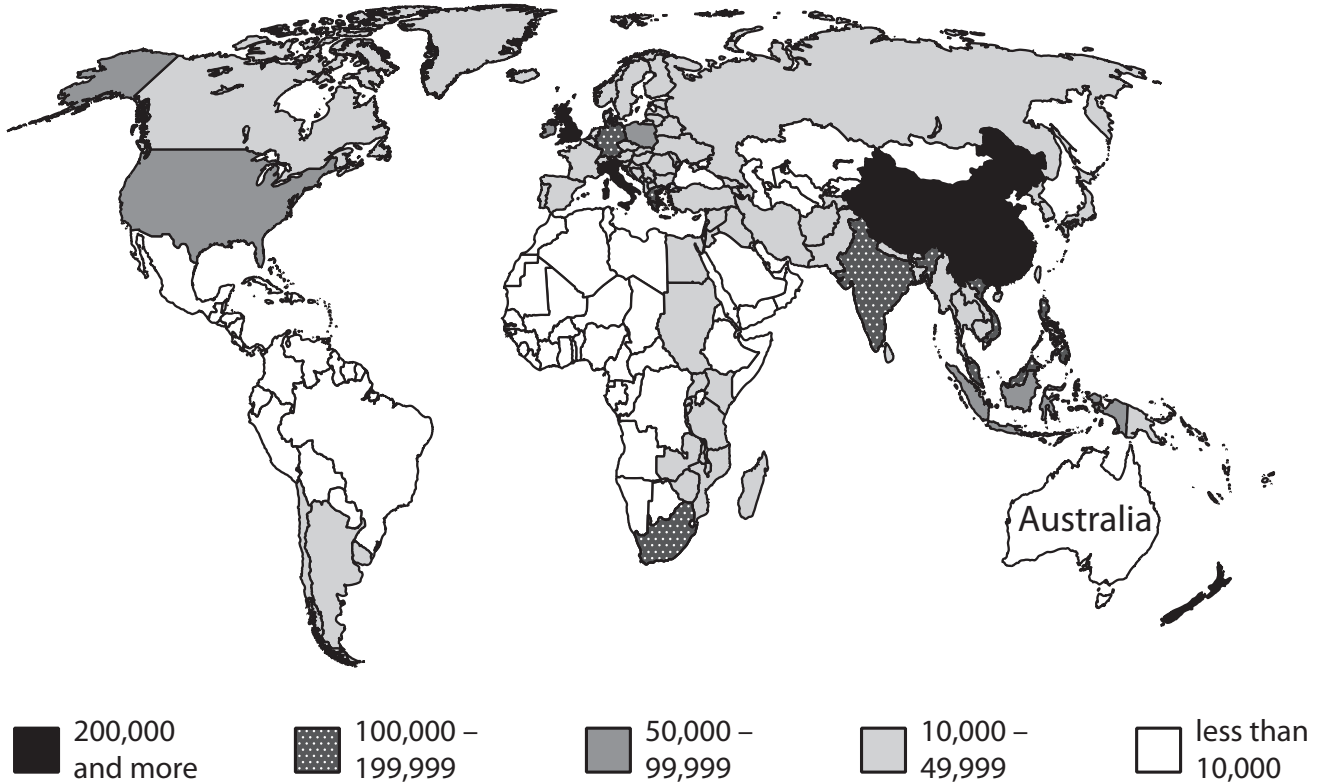 Australia
200,000
and more
100,000 –
199,999
50,000 –
99,999
10,000 –
49,999
less than
10,000